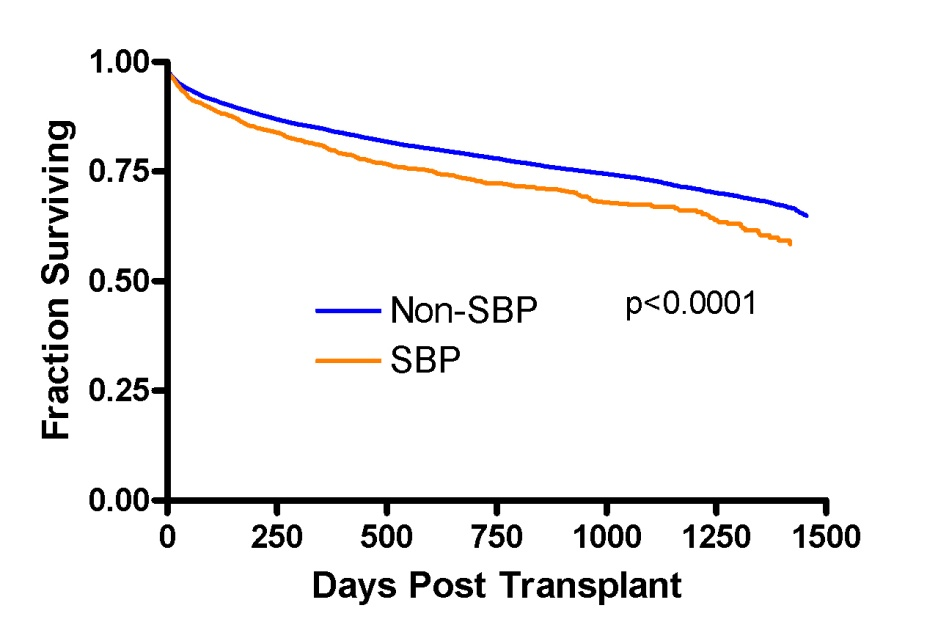 1.00
0.75
0.50
0.25
0.00
Fraction Surviving
Non-SBP
SBP
p<0.0001
0 250 500 750 1000 1250 1500
Days Post Transplant